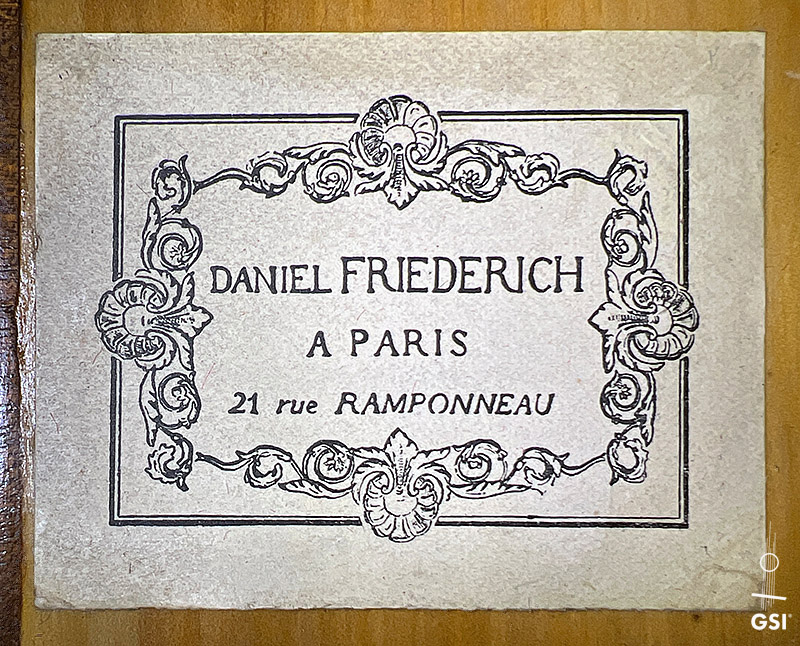 DANIEL FRIEDERICH
A PARIS
21 rue RAMPONNEAU
GSI